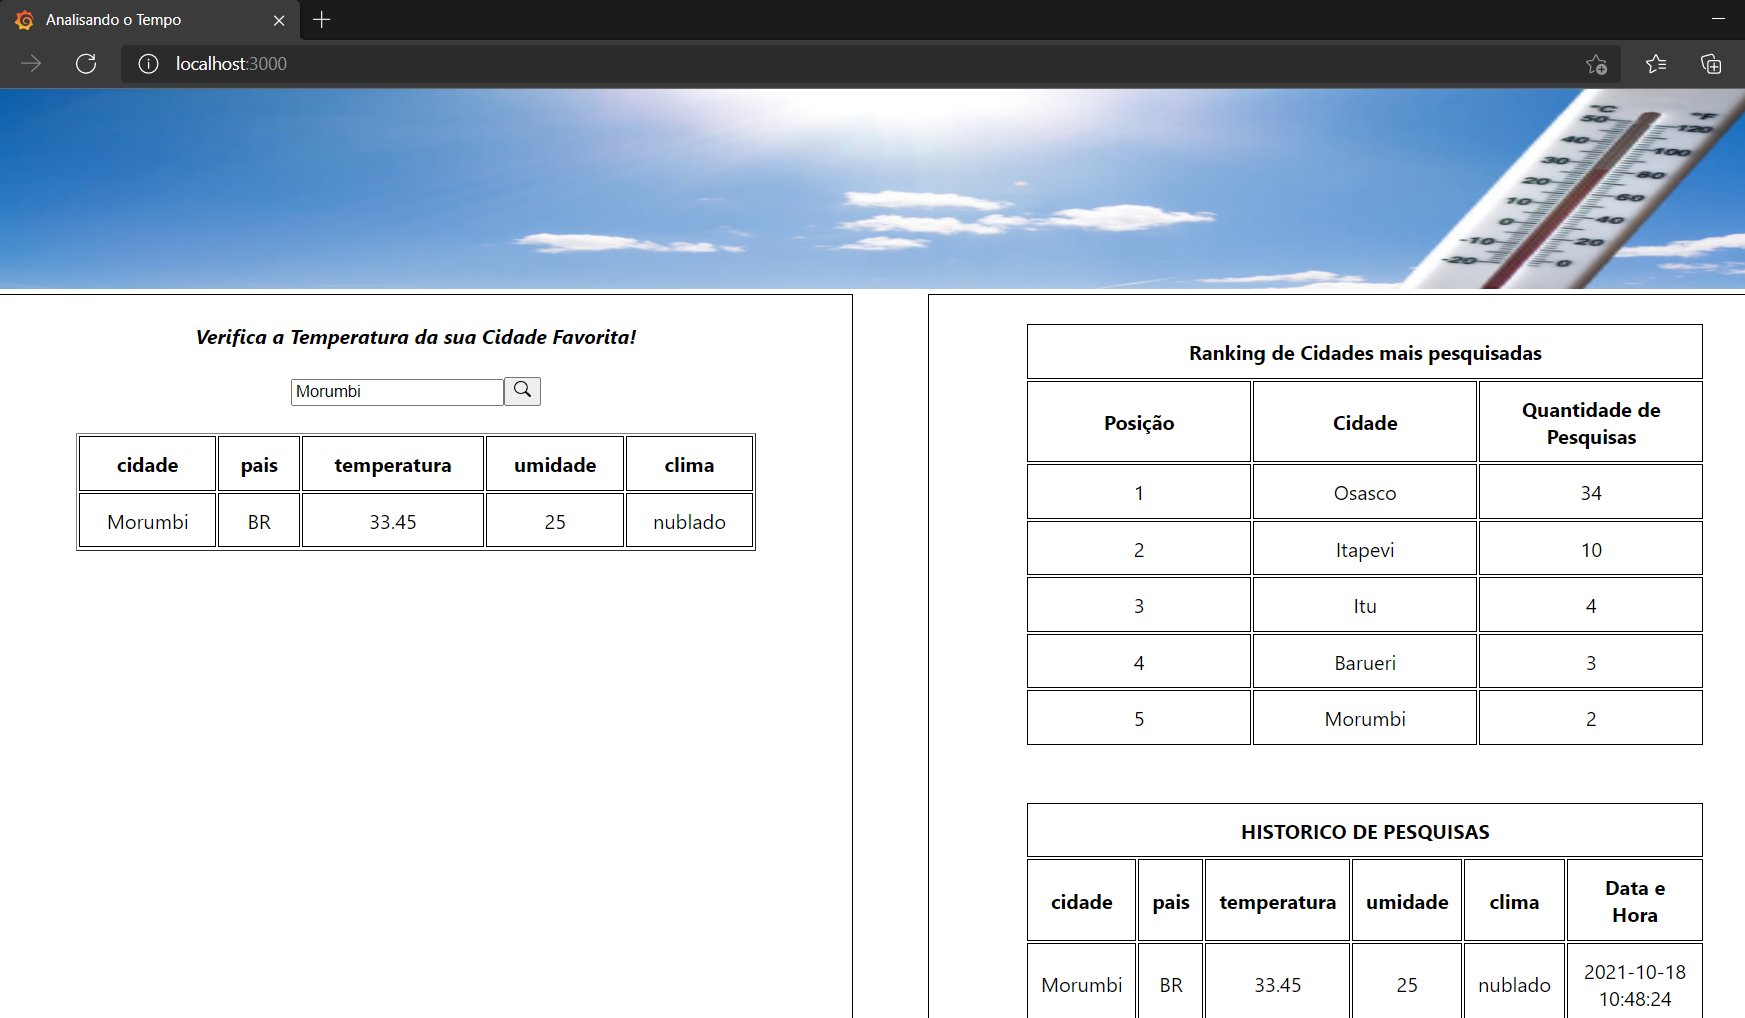 Analisando o Tempo
localhost:3000
°C °F
50 120
40 100
30 80
20 60
10 40
0 20
-10 0
-20
Verifica a Temperatura da sua Cidade Favorita!
Morumbi
cidade pais temperatura umidade clima
Morumbi BR 33.45 25 nublado
Ranking de Cidades mais pesquisadas
Posição Cidade Quantidade de
Pesquisas
1 Osasco 34
2 Itapevi 10
3 Itu 4
4 Barueri 3
5 Morumbi 2
HISTORICO DE PESQUISAS
cidade pais temperatura umidade clima Data e
Hora
Morumbi BR 33.45 25 nublado 2021-10-18
10:48:24